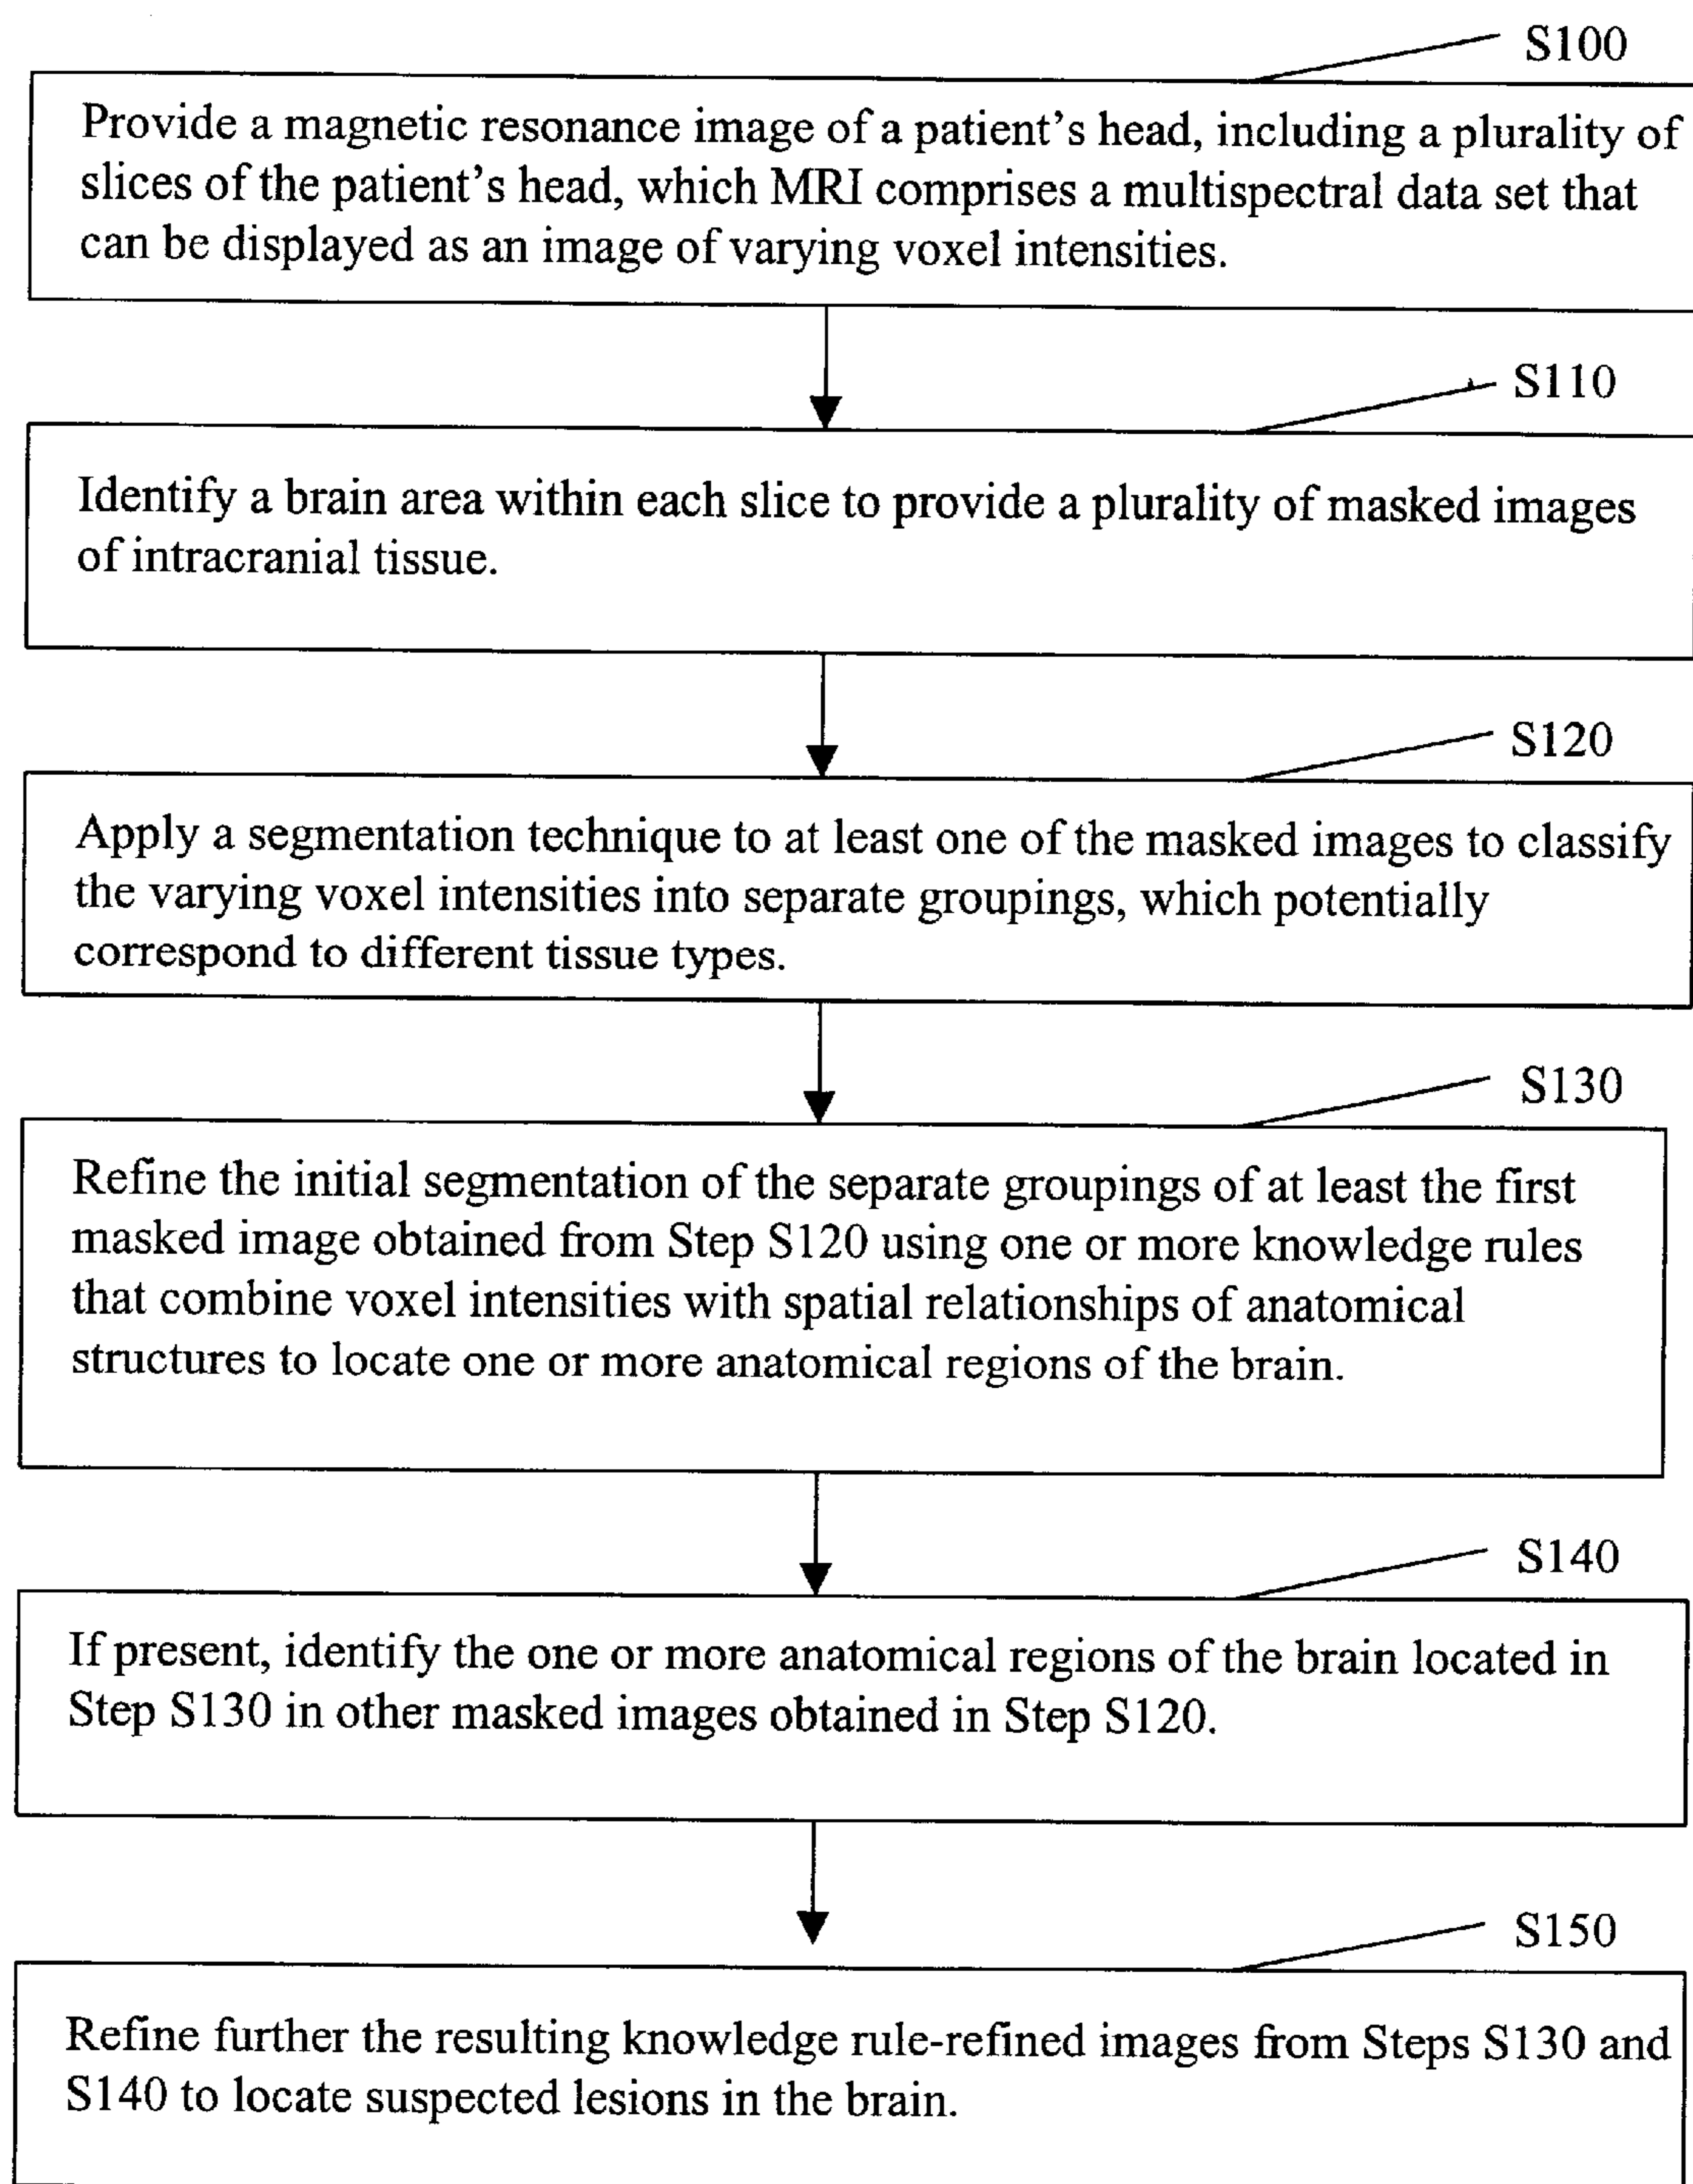 S100
Provide a magnetic resonance image of a patient's head, including a plurality of
slices of the patient's head, which MRI comprises a multispectral data set that
can be displayed as an image of varying voxel intensities.
S110
Identify a brain area within each slice to provide a plurality of masked images
of intracranial tissue.
S120
Apply a segmentation technique to at least one of the masked images to classify
the varying voxel intensities into separate groupings, which potentially
correspond to different tissue types.
S130
Refine the initial segmentation of the separate groupings of at least the first
masked image obtained from Step S120 using one or more knowledge rules
that combine voxel intensities with spatial relationships of anatomical
structures to locate one or more anatomical regions of the brain.
S140
If present, identify the one or more anatomical regions of the brain located in
Step S130 in other masked images obtained in Step S120.
S150
Refine further the resulting knowledge rule-refined images from Steps S130 and
S140 to locate suspected lesions in the brain.